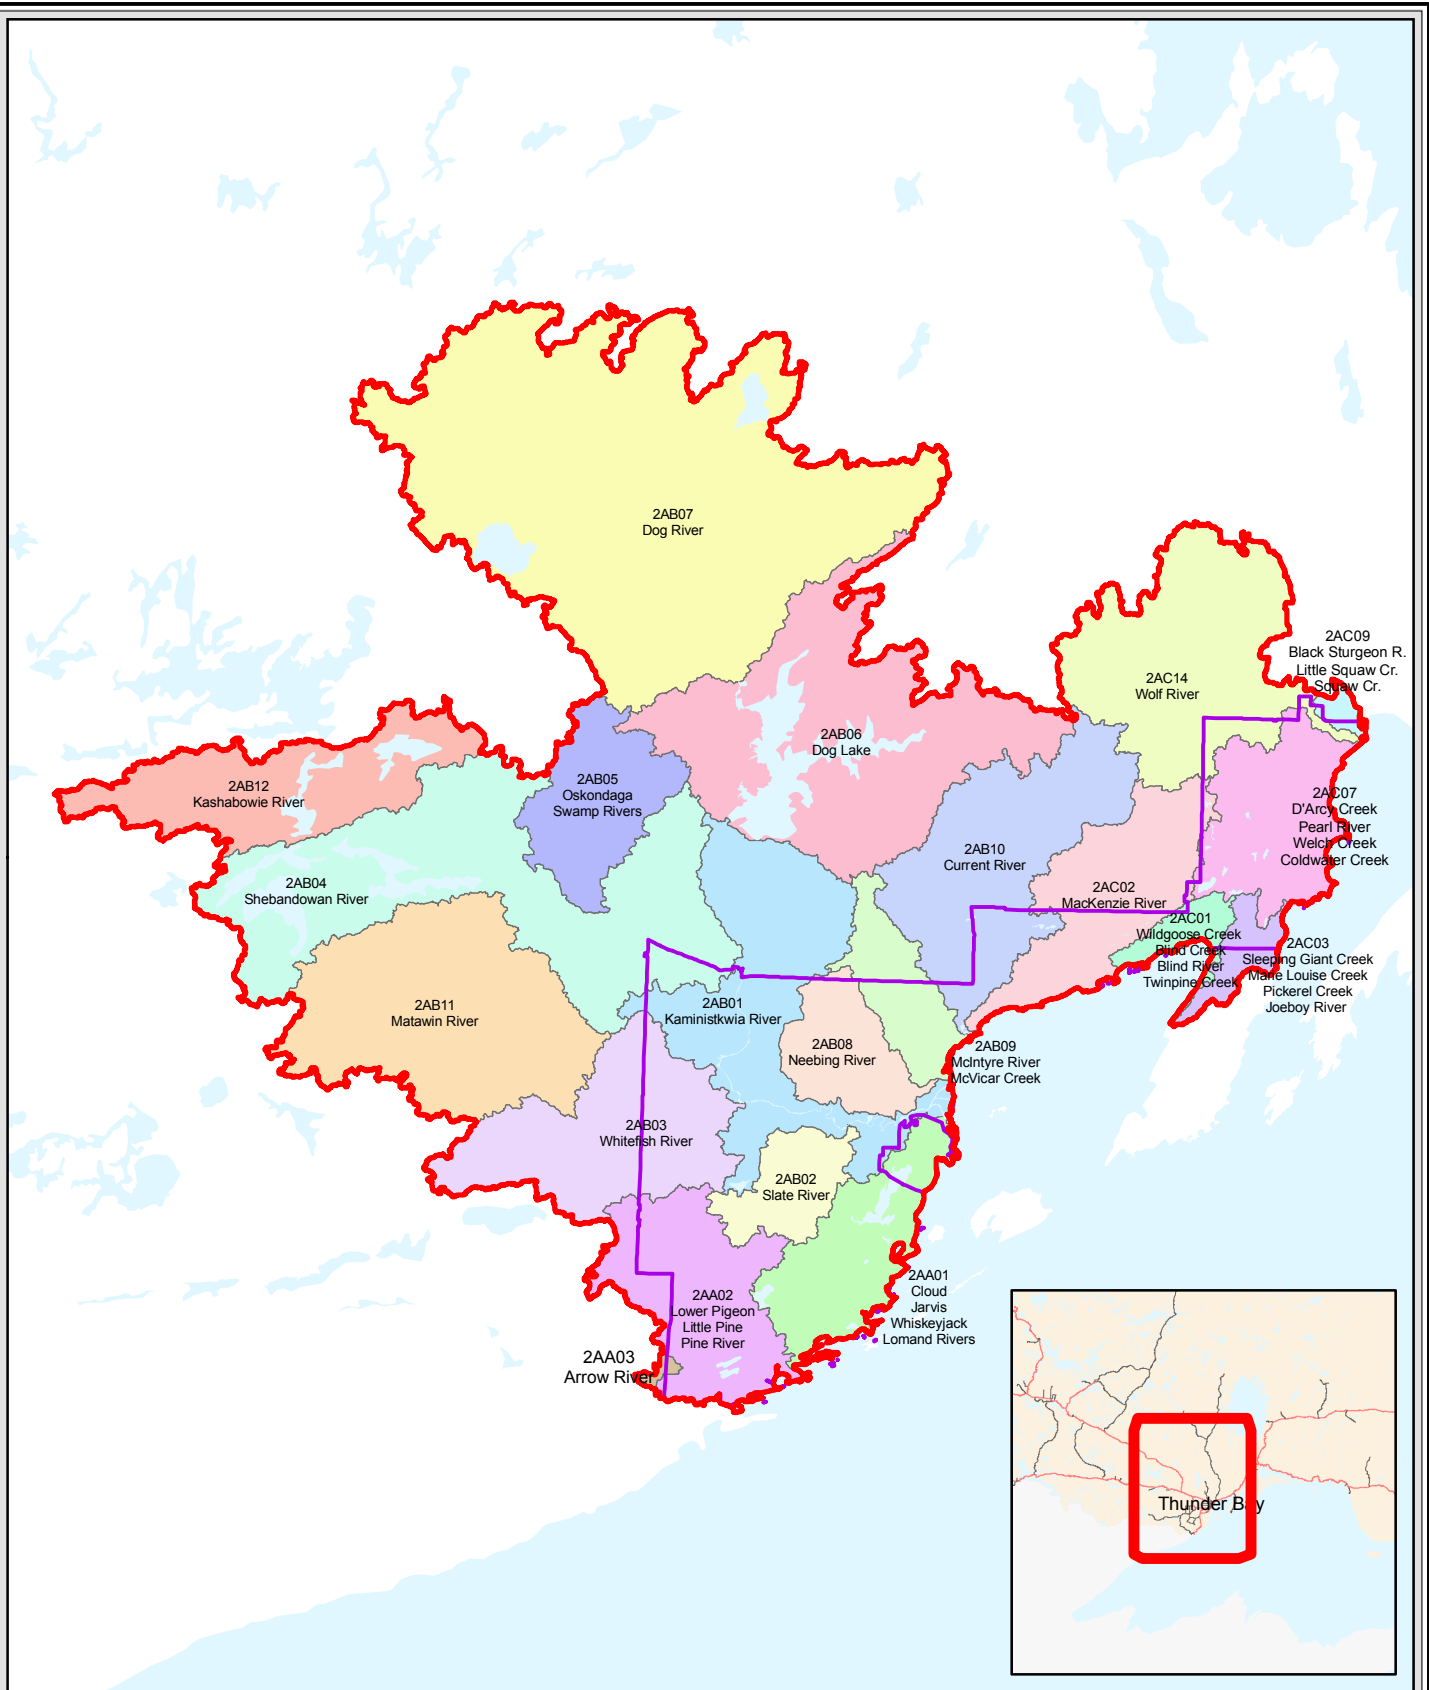 2AB07
Dog River
2AC09
Black Sturgeon R.
Little Squaw Cr.
Squaw Cr.
2AC14
Wolf River
2AB06
Dog Lake
2AB12
Kashabowie River
2AB05
Oskondaga
Swamp Rivers
2AC07
D'Arcy Creek
Pearl River
Welch Creek
Coldwater Creek
2AB10
Current River
2AB04
Shebandowan River
2AC02
MacKenzie River
2AC01
Wildgoose Creek
Blind Creek
Blind River
Twinpine Creek
2AC03
Sleeping Giant Creek
Marie Louise Creek
Pickerel Creek
Joeboy River
2AB11
Matawin River
2AB01
Kaministkwia River
2AB08
Neebing River
2AB09
McIntyre River
McVicar Creek
2AB03
Whitefish River
2AB02
Slate River
2AA01
Cloud
Jarvis
Whiskeyjack
Lomand Rivers
2AA02
Lower Pigeon
Little Pine
Pine River
2AA03
Arrow River
Thunder Bay